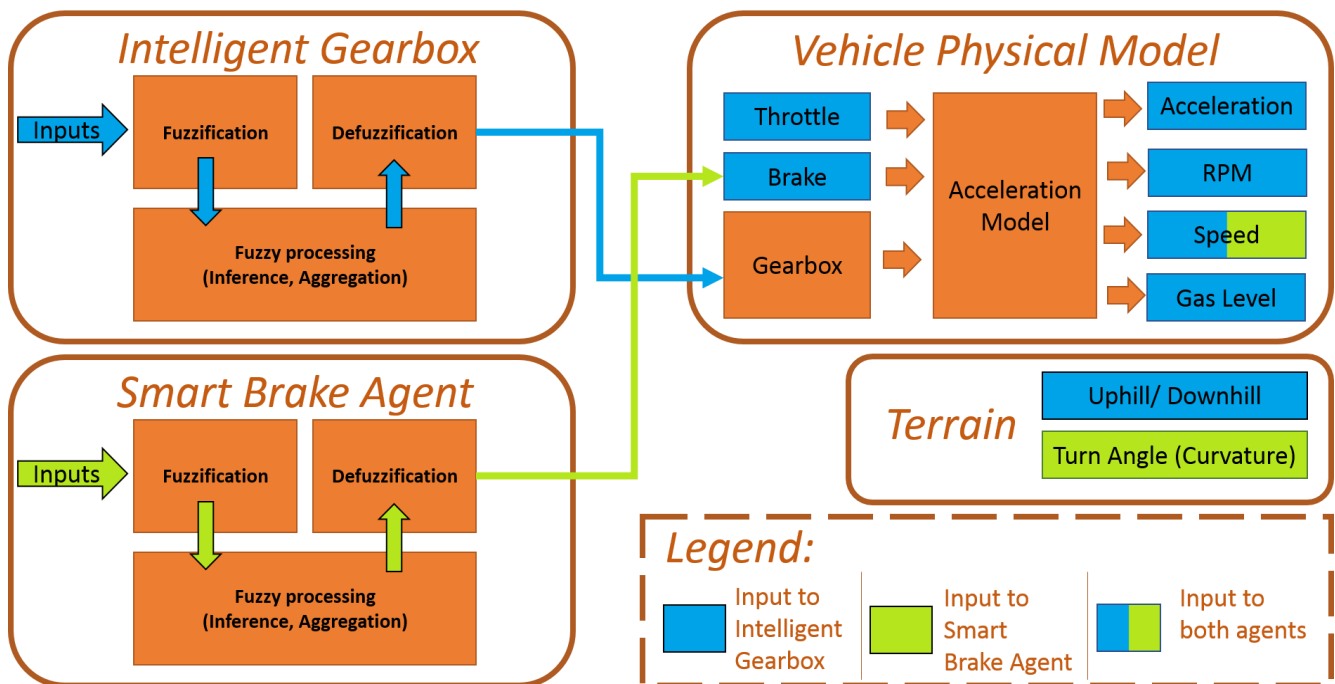 Intelligent Gearbox
Inputs
Fuzzification
Defuzzification
Fuzzy processing
(Inference, Aggregation)
Vehicle Physical Model
Throttle
Brake
Gearbox
Acceleration
Model
Acceleration
RPM
Speed
Gas Level
Smart Brake Agent
Inputs
Fuzzification
Defuzzification
Fuzzy processing
(Inference, Aggregation)
Terrain
Uphill/ Downhill
Turn Angle (Curvature)
Legend:
Input to
Intelligent
Gearbox
Input to
Smart
Brake Agent
Input to
both agents